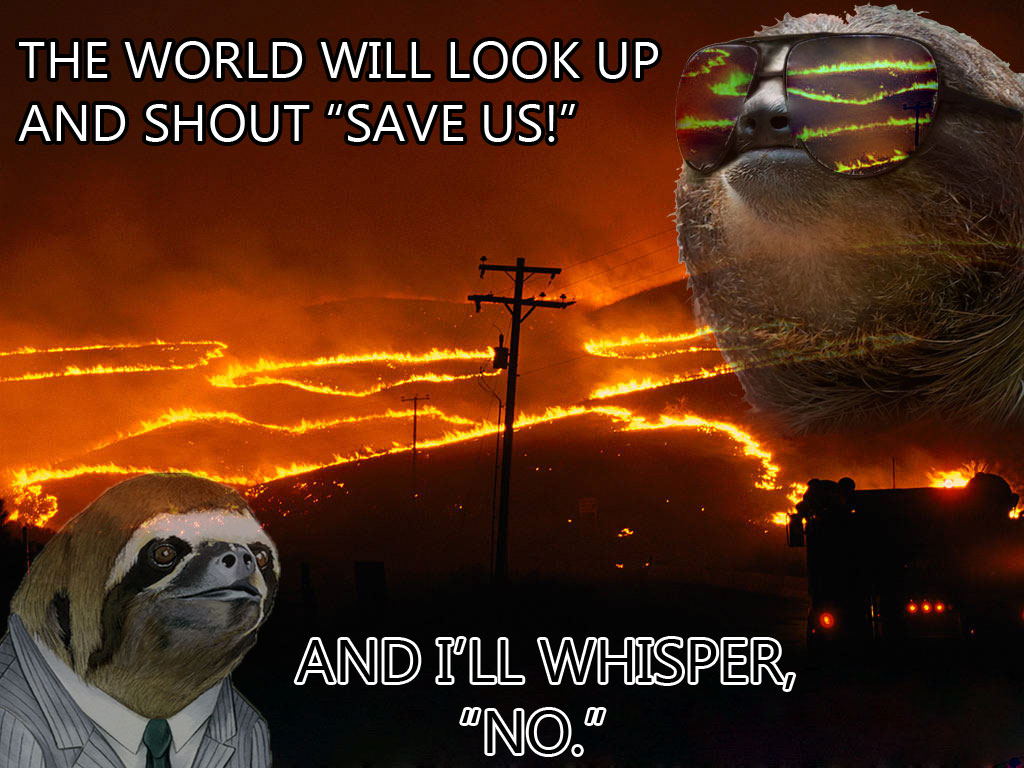 THE WORLD WILL LOOK UP
AND SHOUT “SAVE US!”
AND I’LL WHISPER,
“NO.”